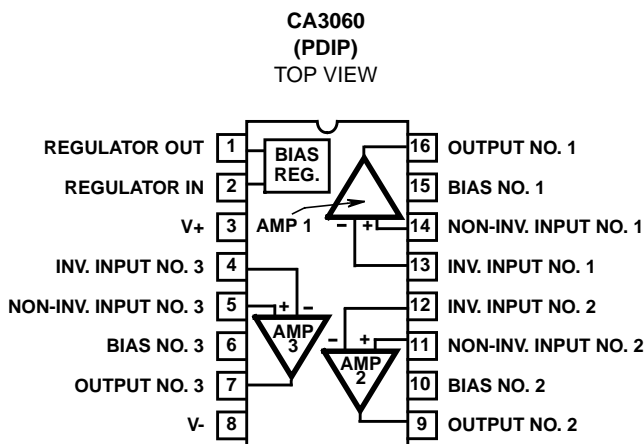 CA3060
(PDIP)
TOP VIEW
REGULATOR OUT 1 BIAS REG. 16 OUTPUT NO. 1
REGULATOR IN 2 15 BIAS NO. 1
V+ 3 AMP 1 − + 14 NON-INV. INPUT NO. 1
INV. INPUT NO. 3 4 13 INV. INPUT NO. 1
NON-INV. INPUT NO. 3 5 + − 12 INV. INPUT NO. 2
BIAS NO. 3 6 AMP 3 − + 11 NON-INV. INPUT NO. 2
OUTPUT NO. 3 7 AMP 2 10 BIAS NO. 2
V- 8 9 OUTPUT NO. 2